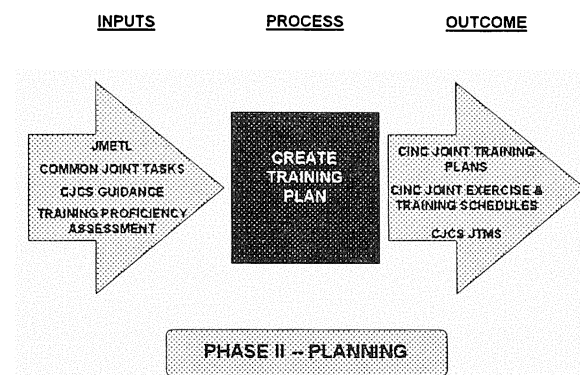 INPUTS
PROCESS
OUTCOME
JMETL
COMMON JOINT TASKS
CJCS GUIDANCE
TRAINING PROFICIENCY
ASSESSMENT
CREATE
TRAINING
PLAN
CINC JOINT TRAINING
PLANS
CINC JOINT EXERCISE &
TRAINING SCHEDULES
CJCS JTMS
PHASE II -- PLANNING